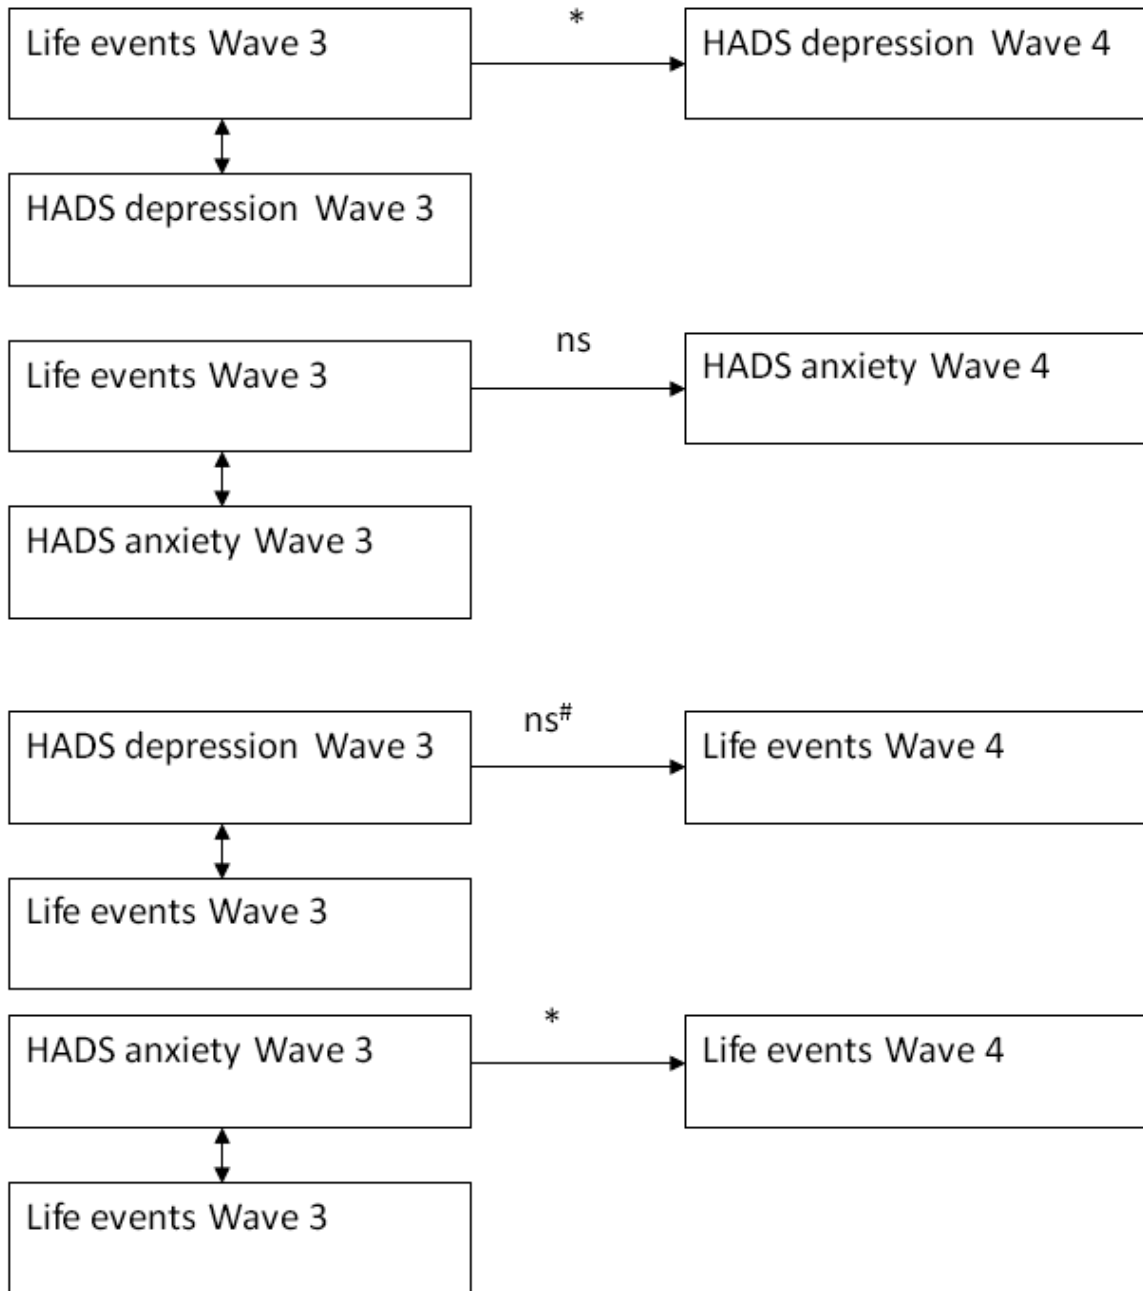 Life events Wave 3
*
HADS depression Wave 4
HADS depression Wave 3
Life events Wave 3
ns
HADS anxiety Wave 4
HADS anxiety Wave 3
HADS depression Wave 3
ns#
Life events Wave 4
Life events Wave 3
HADS anxiety Wave 3
*
Life events Wave 4
Life events Wave 3